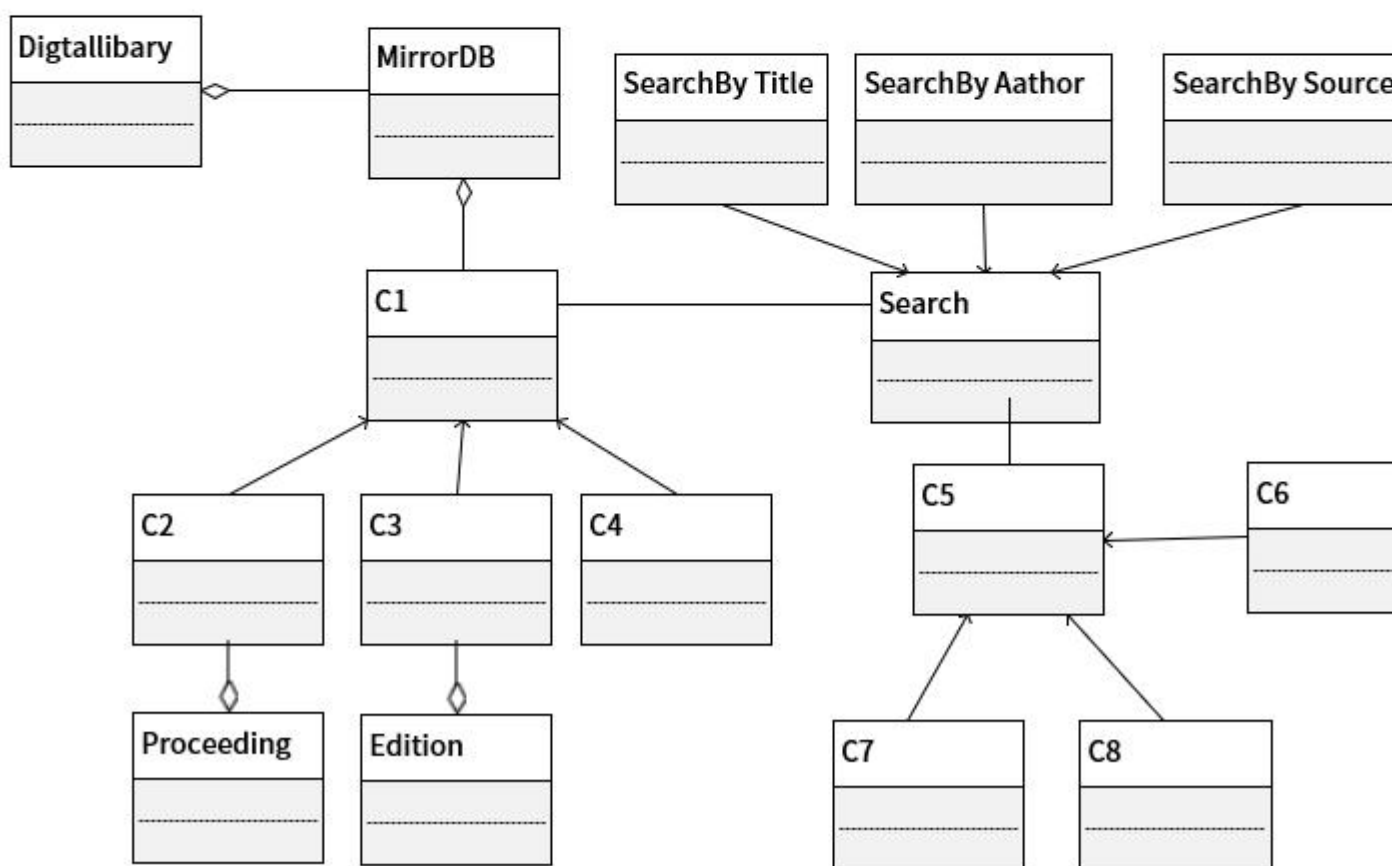 Digtallibary
MirrorDB
SearchBy Title
SearchBy Aathor
SearchBy Source
C1
Search
C2
C3
C4
C5
C6
Proceeding
Edition
C7
C8